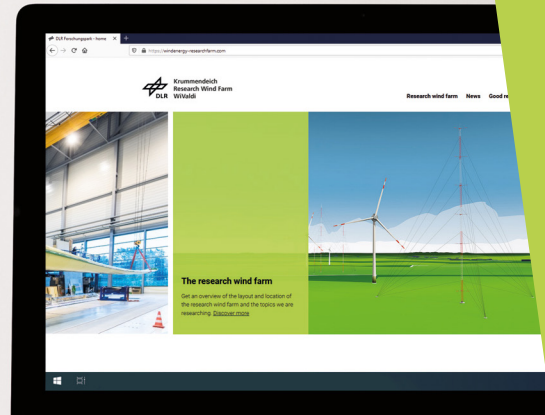 DLR Forschungspark - home
https://windenergy-researchfarm.com
DLR
Krummendeich
Research Wind Farm
WiValdi
Research wind farm News Good
The research wind farm
Get an overview of the layout and location of
the research wind farm and the topics we are
researching. Discover more